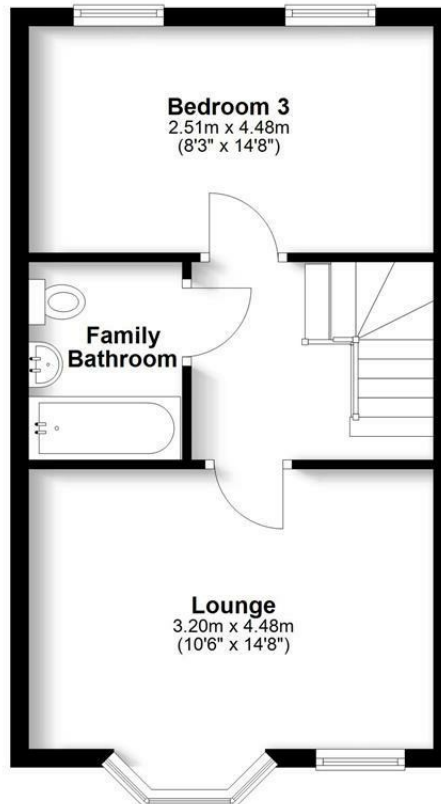 Bedroom 3
2.51m x 4.48m
(8'3" x 14'8")
Family
Bathroom
Lounge
3.20m x 4.48m
(10'6" x 14'8")